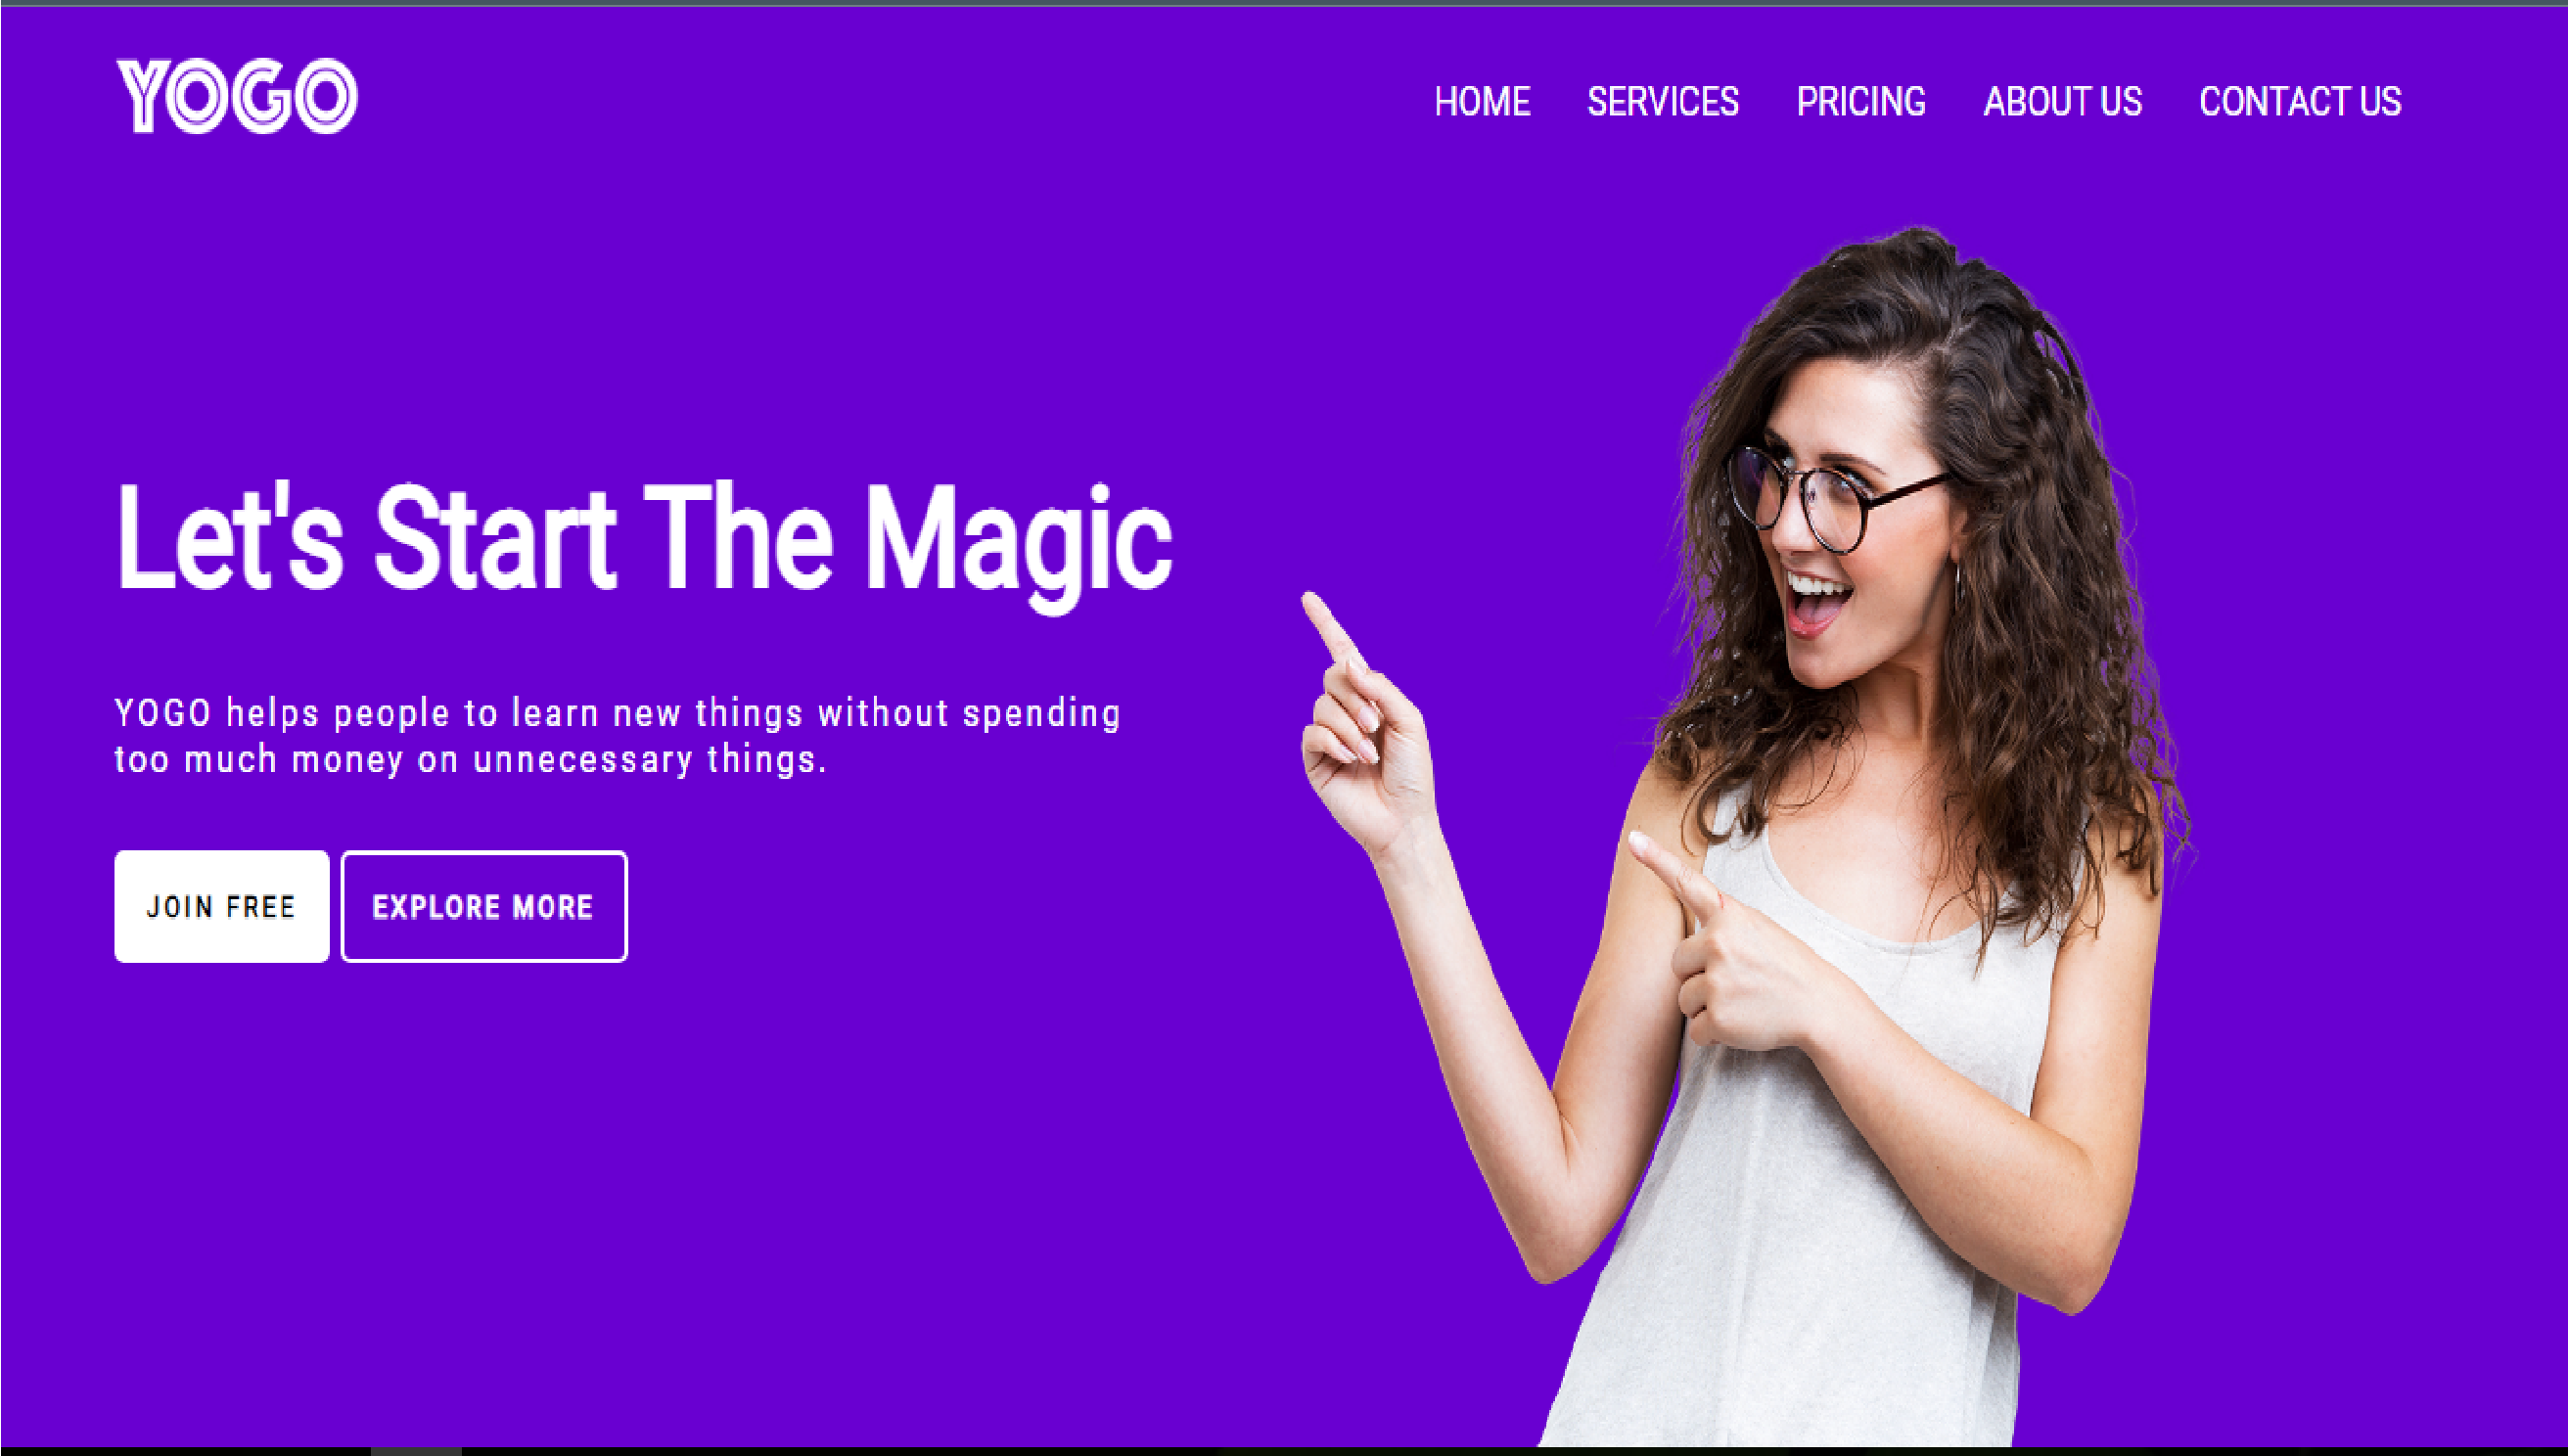 YOGO
HOME SERVICES PRICING ABOUT US CONTACT US
Let's Start The Magic
YOGO helps people to learn new things without spending
too much money on unnecessary things.
JOIN FREE EXPLORE MORE